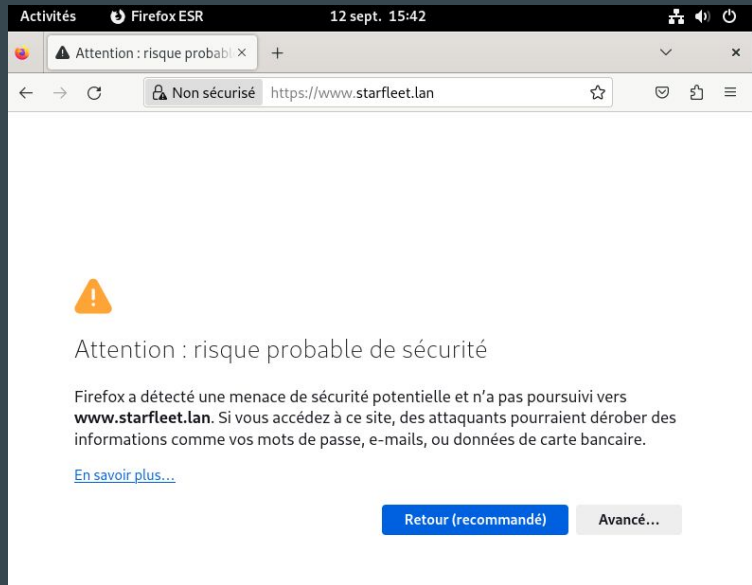 Activités Firefox ESR 12 sept. 15:42
Attention : risque probabl
Non sécurisé https://www.starfleet.lan
Attention : risque probable de sécurité
Firefox a détecté une menace de sécurité potentielle et n’a pas poursuivi vers
www.starfleet.lan. Si vous accédez à ce site, des attaquants pourraient dérober des
informations comme vos mots de passe, e-mails, ou données de carte bancaire.
En savoir plus…
Retour (recommandé) Avancé…